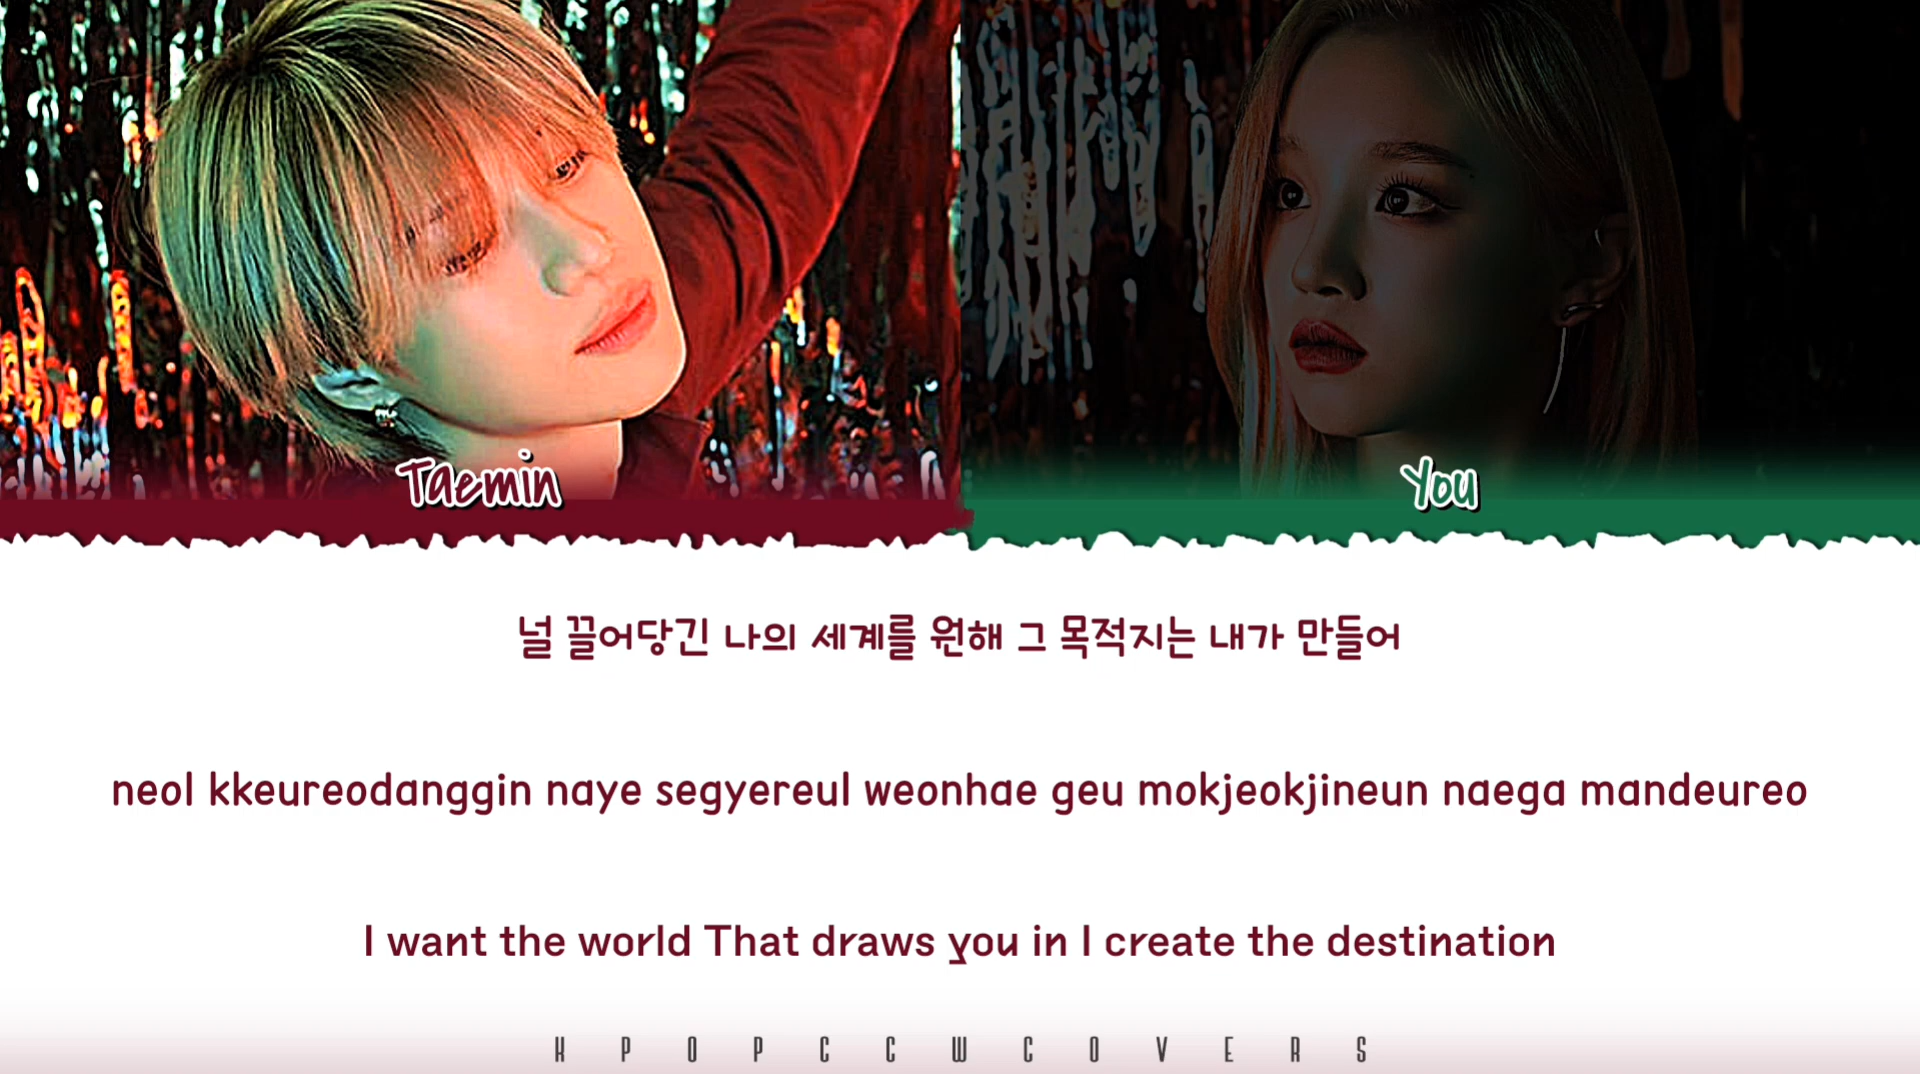 Taemin
You
널 끌어당긴 나의 세계를 원해 그 목적지는 내가 만들어
neol kkeureodanggin naye segyereul weonhae geu mokjeokjineun naega mandeureo
I want the world That draws you in I create the destination
KPOPCCWCOVERS